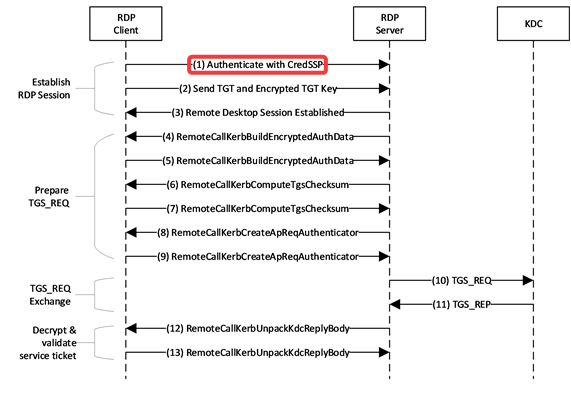 RDP
Client
RDP
Server
KDC
(1) Authenticate with CredSSP
Establish
RDP Session
(2) Send TGT and Encrypted TGT Key
(3) Remote Desktop Session Established
(4) RemoteCallKerbBuildEncryptedAuthData
(5) RemoteCallKerbBuildEncryptedAuthData
(6) RemoteCallKerbComputeTgsChecksum
Prepare
TGS_REQ
(7) RemoteCallKerbComputeTgsChecksum
(8) RemoteCallKerbCreateApReqAuthenticator
(9) RemoteCallKerbCreateApReqAuthenticator
(10) TGS_REQ
TGS_REQ
Exchange
(11) TGS_REP
(12) RemoteCallKerbUnpackKdcReplyBody
Decrypt &
validate
service ticket
(13) RemoteCallKerbUnpackKdcReplyBody